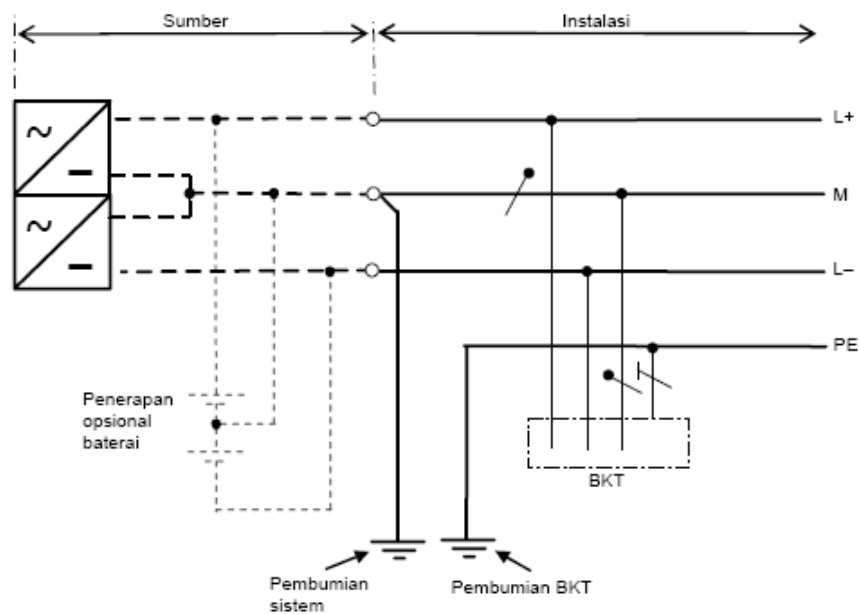 Sumber
Instalasi
L+
M
L–
PE
Penerapan
opsional
baterai
BKT
Pembumian
sistem
Pembumian BKT